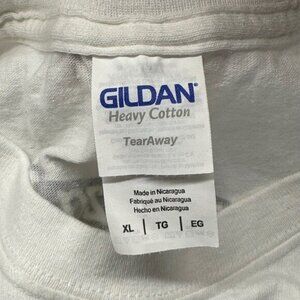 GILDAN®
Heavy Cotton
TearAway
Made in Nicaragua
Fabriqué au Nicaragua
Hecho en Nicaragua
XL | TG | EG